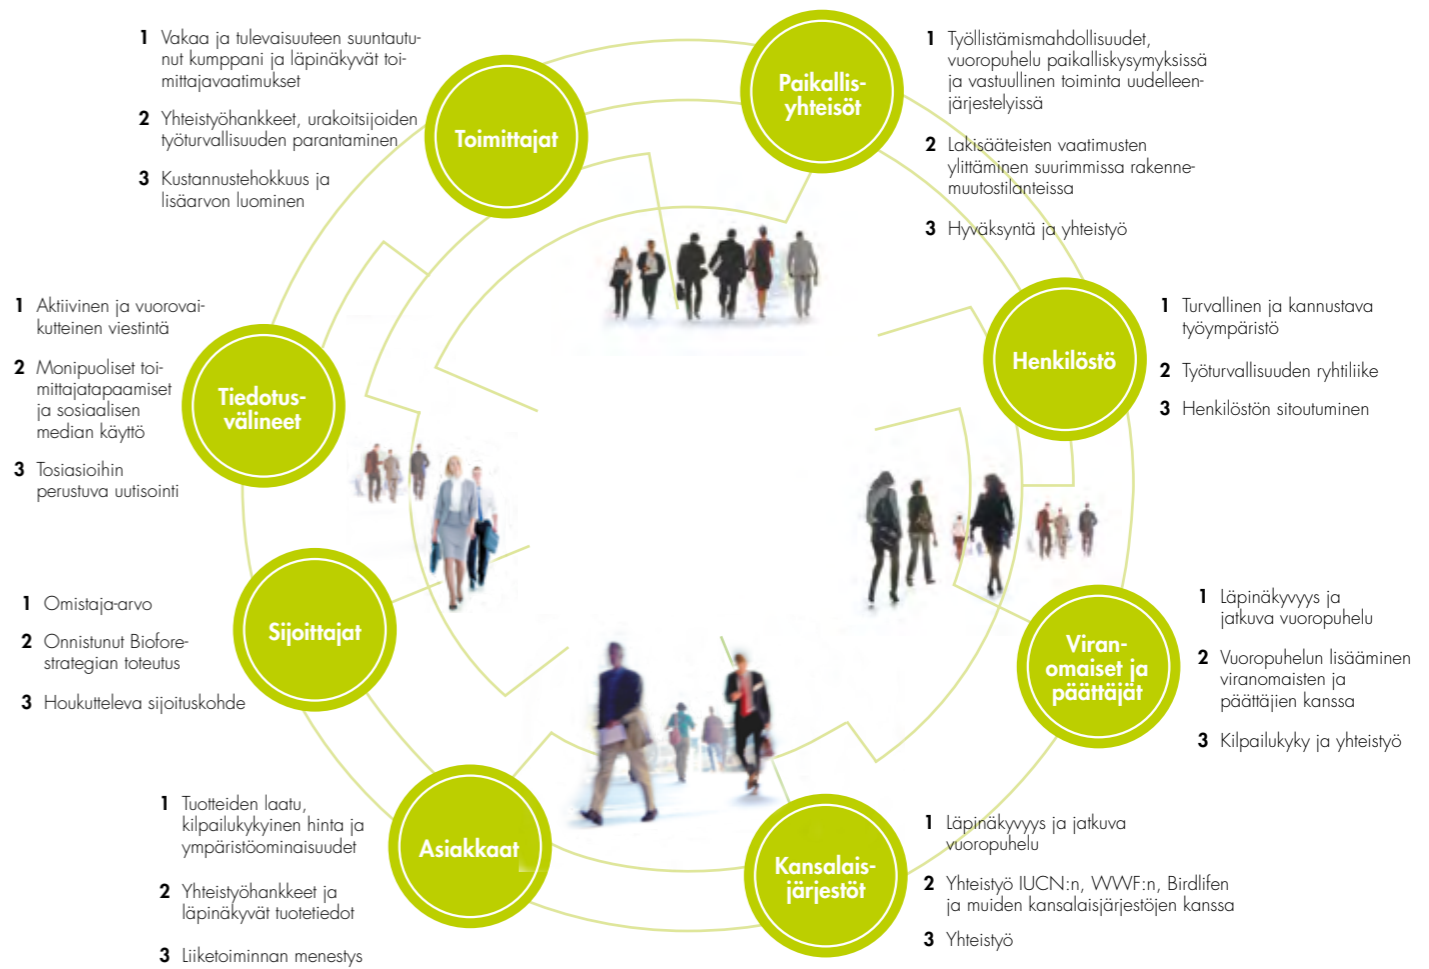 1 Vakaa ja tulevaisuuteen suuntautu-
nut kumppani ja läpinäkyvät toi-
mittajavaatimukset
2 Yhteistyöhankkeet, urakoitsijoiden
työturvallisuuden parantaminen
3 Kustannustehokkuus ja
lisäarvon luominen
Toimittajat
Paikallis-
yhteisöt
1 Työllistämismahdollisuudet,
vuoropuhelu paikalliskysymyksissä
ja vastuullinen toiminta uudelleen-
järjestelyissä
2 Lakisääteisten vaatimusten
ylittäminen suurimmissa rakenne-
muutostilanteissa
3 Hyväksyntä ja yhteistyö
1 Aktiivinen ja vuorovai-
kutteinen viestintä
2 Monipuoliset toi-
mittajatapaamiset
ja sosiaalisen
median käyttö
3 Tosiasioihin
perustuva uutisointi
Tiedotus-
välineet
Henkilöstö
1 Turvallinen ja kannustava
työympäristö
2 Työturvallisuuden ryhtiliike
3 Henkilöstön sitoutuminen
1 Omistaja-arvo
2 Onnistunut Biofore-
strategian toteutus
3 Houkutteleva sijoituskohde
Sijoittajat
Viran-
omaiset ja
päättäjät
1 Läpinäkyvyys ja
jatkuva vuoropuhelu
2 Vuoropuhelun lisääminen
viranomaisten ja
päättäjien kanssa
3 Kilpailukyky ja yhteistyö
1 Tuotteiden laatu,
kilpailukykyinen hinta ja
ympäristöominaisuudet
2 Yhteistyöhankkeet ja
läpinäkyvät tuotetiedot
3 Liiketoiminnan menestys
Asiakkaat
Kansalais-
järjestöt
1 Läpinäkyvyys ja jatkuva
vuoropuhelu
2 Yhteistyö IUCN:n, WWF:n, Birdlifen
ja muiden kansalaisjärjestöjen kanssa
3 Yhteistyö